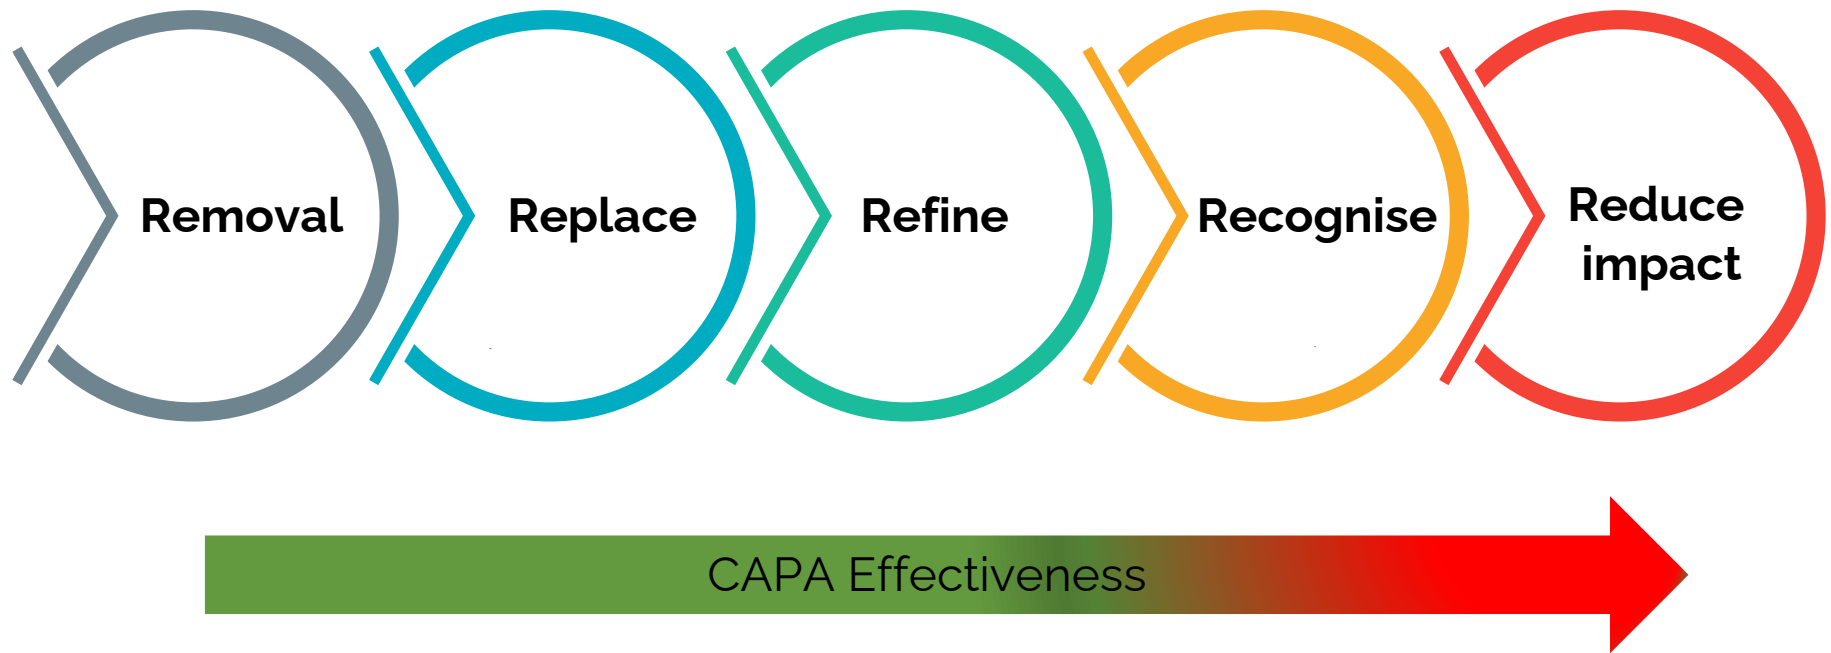 Removal
Replace
Refine
Recognise
Reduce
impact
CAPA Effectiveness